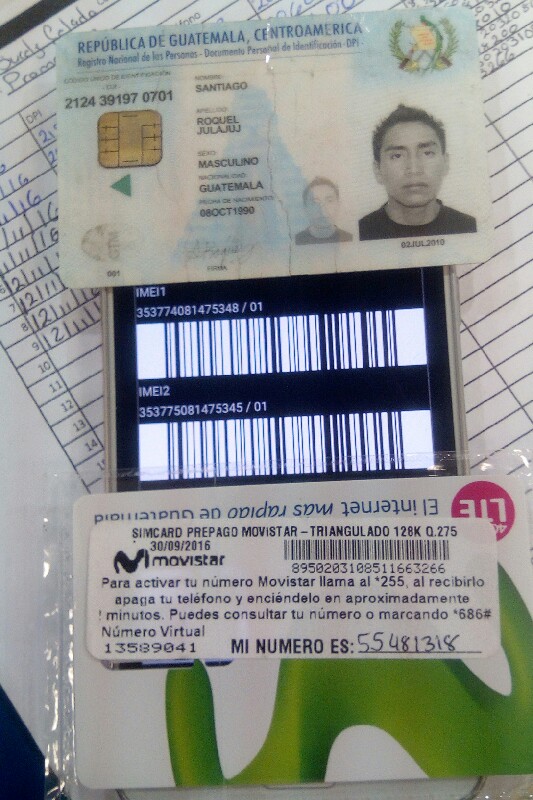 REPÚBLICA DE GUATEMALA, CENTROAMÉRICA
Registro Nacional de las Personas - Documento Personal de Identificación -DPI-
CÓDIGO ÚNICO DE IDENTIFICACIÓN
CUI
2124 39197 0701
NOMBRE:
SANTIAGO
APELLIDO:
ROQUEL
JULAJUJ
SEXO:
MASCULINO
NACIONALIDAD
GUATEMALA
FECHA DE NACIMIENTO
08OCT1990
FIRMA
001
03JUL2010
DPI
IMEI1
353774081475348 / 01
IMEI2
353775081475345 / 01
El internet más rápido de Guatemala
4G LTE
SIMCARD PREPAGO MOVISTAR - TRIANGULADO 128K Q.275
30/09/2016
movistar
8950203108511663266
Para activar tu número Movistar llama al *255, al recibirlo
apaga tu teléfono y enciéndelo en aproximadamente
minutos. Puedes consultar tu número o marcando *686#
Número Virtual
13589041
MI NUMERO ES: 55481318